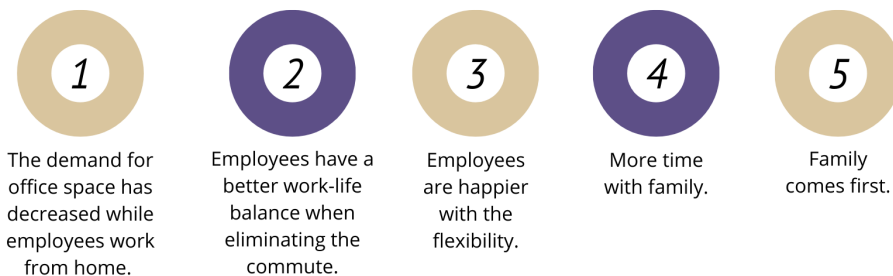 1
The demand for
office space has
decreased while
employees work
from home.
2
Employees have a
better work-life
balance when
eliminating the
commute.
3
Employees
are happier
with the
flexibility.
4
More time
with family.
5
Family
comes first.